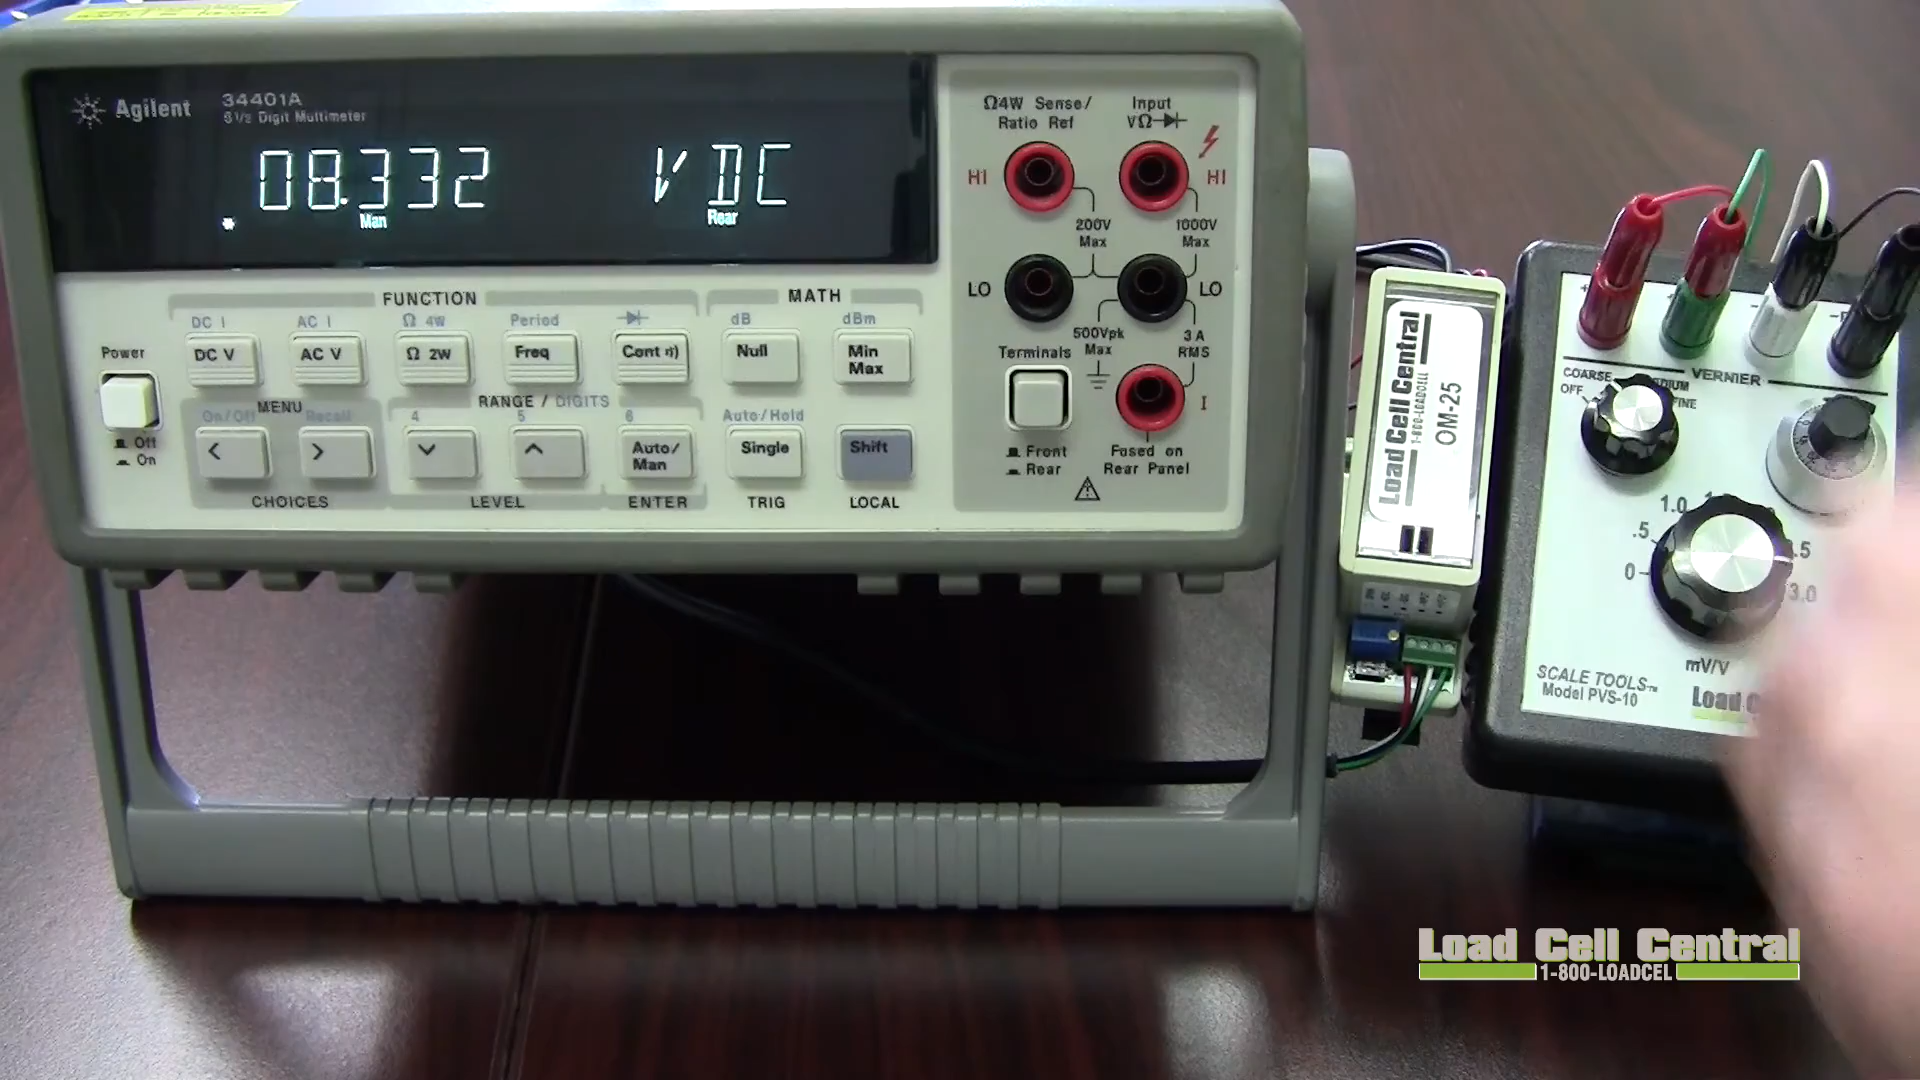 Agilent
34401A
6½ Digit Multimeter
08.332 VDC
* Man Rear
Ω4W Sense/
Ratio Ref
Input
VΩ
HI
HI
200V
Max
1000V
Max
LO
LO
500Vpk
Max
3 A
RMS
Terminals
I
Front
Rear
Fused on
Rear Panel
FUNCTION
MATH
DC I
AC I
Ω 4W
Period
dB
dBm
Power
DC V
AC V
Ω 2W
Freq
Cont
Null
Min
Max
MENU
RANGE / DIGITS
On/Off
Recall
4
5
6
Auto/Hold
Off
On
<
>
Auto/
Man
Single
Shift
CHOICES
LEVEL
ENTER
TRIG
LOCAL
Load Cell Central
1-800-LOADCELL
OM-25
VERNIER
COARSE
OFF
FINE
1.0
.5
0
.5
3.0
mV/V
SCALE TOOLS™
Model PVS-10
Load C
Load Cell Central
1-800-LOADCEL